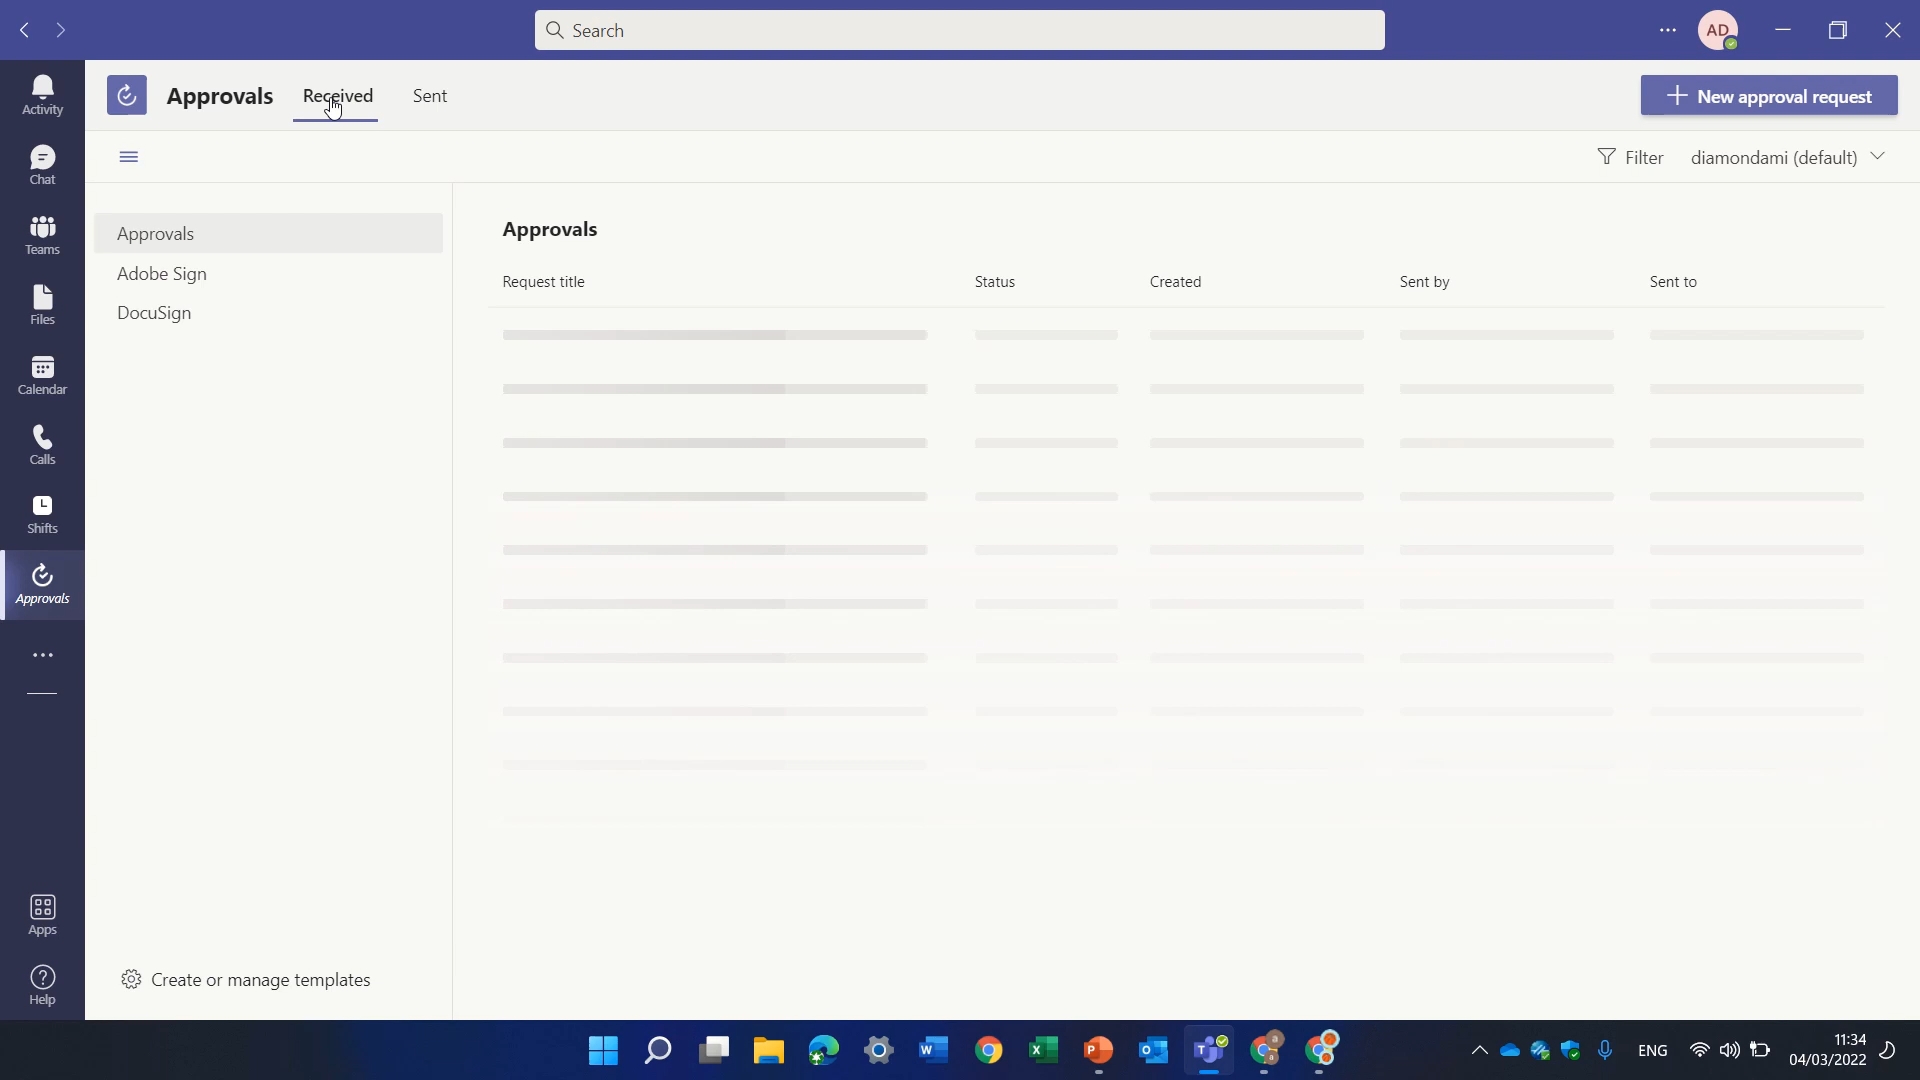 Search
AD
Activity
Chat
Teams
Files
Calendar
Calls
Shifts
Approvals
Apps
Help
Approvals
Received
Sent
New approval request
Filter
diamondami (default)
Approvals
Adobe Sign
DocuSign
Create or manage templates
Approvals
Request title Status Created Sent by Sent to
ENG
11:34
04/03/2022